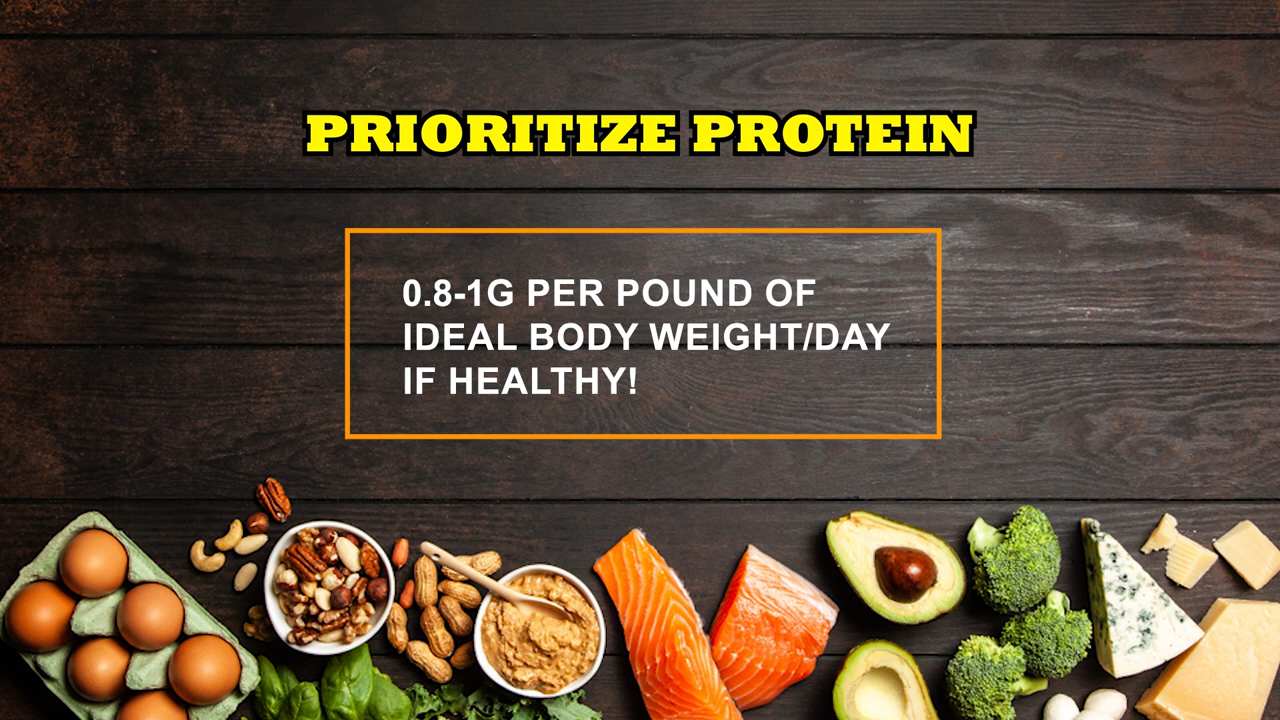 PRIORITIZE PROTEIN
0.8-1G PER POUND OF
IDEAL BODY WEIGHT/DAY
IF HEALTHY!